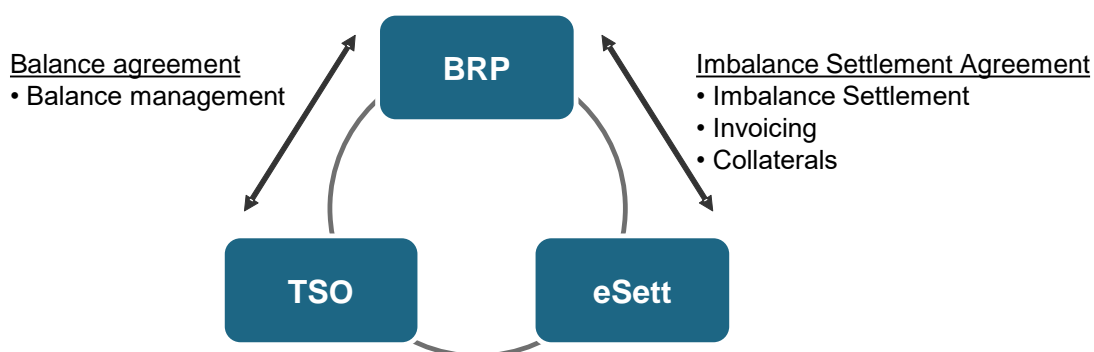 BRP
Balance agreement
• Balance management
Imbalance Settlement Agreement
• Imbalance Settlement
• Invoicing
• Collaterals
TSO
eSett